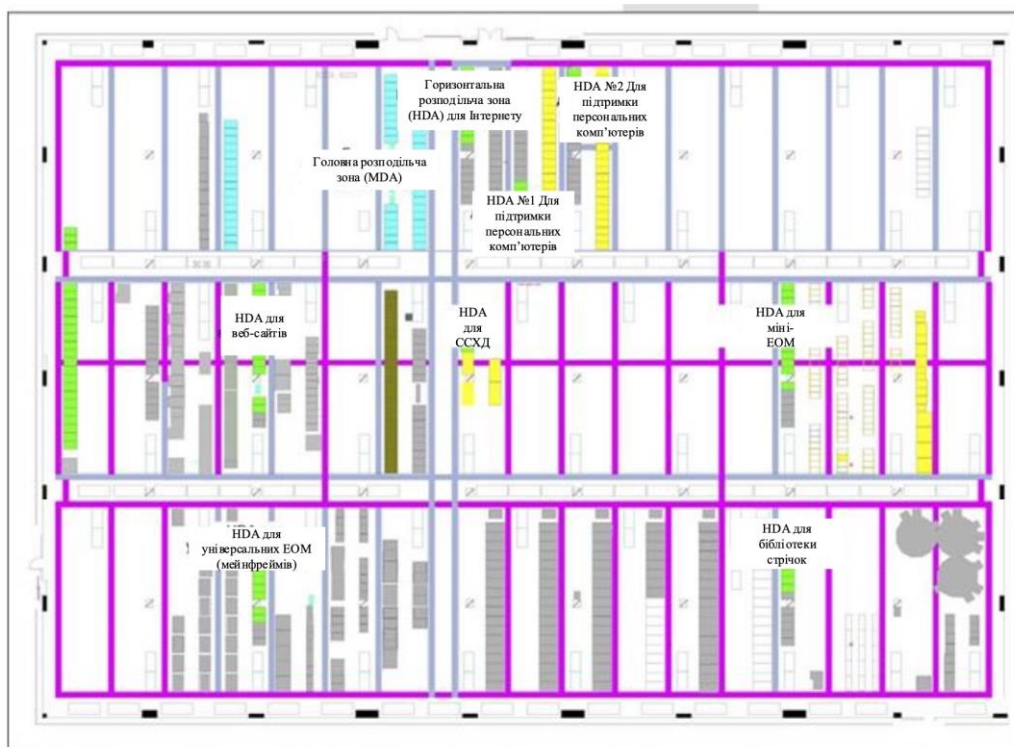 Горизонтальна
розподільча зона
(HDA) для Інтернету
HDA №2 Для
підтримки
персональних
комп’ютерів
Головна розподільча
зона (MDA)
HDA №1 Для
підтримки
персональних
комп’ютерів
HDA для
веб-сайтів
HDA
для
ССХД
HDA для
міні-
ЕОМ
HDA для
універсальних ЕОМ
(мейнфреймів)
HDA для
бібліотеки
стрічок